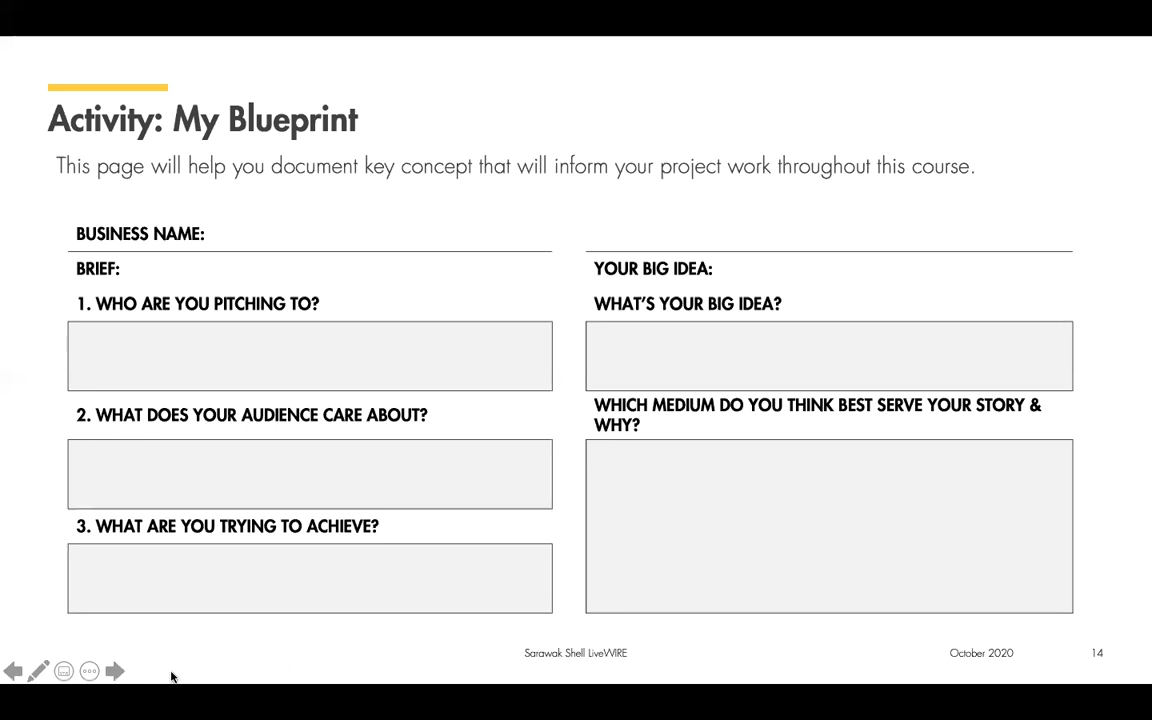 Activity: My Blueprint
This page will help you document key concept that will inform your project work throughout this course.
BUSINESS NAME:
BRIEF:
1. WHO ARE YOU PITCHING TO?
2. WHAT DOES YOUR AUDIENCE CARE ABOUT?
3. WHAT ARE YOU TRYING TO ACHIEVE?
YOUR BIG IDEA:
WHAT'S YOUR BIG IDEA?
WHICH MEDIUM DO YOU THINK BEST SERVE YOUR STORY &
WHY?
Sarawak Shell LiveWIRE
October 2020
14